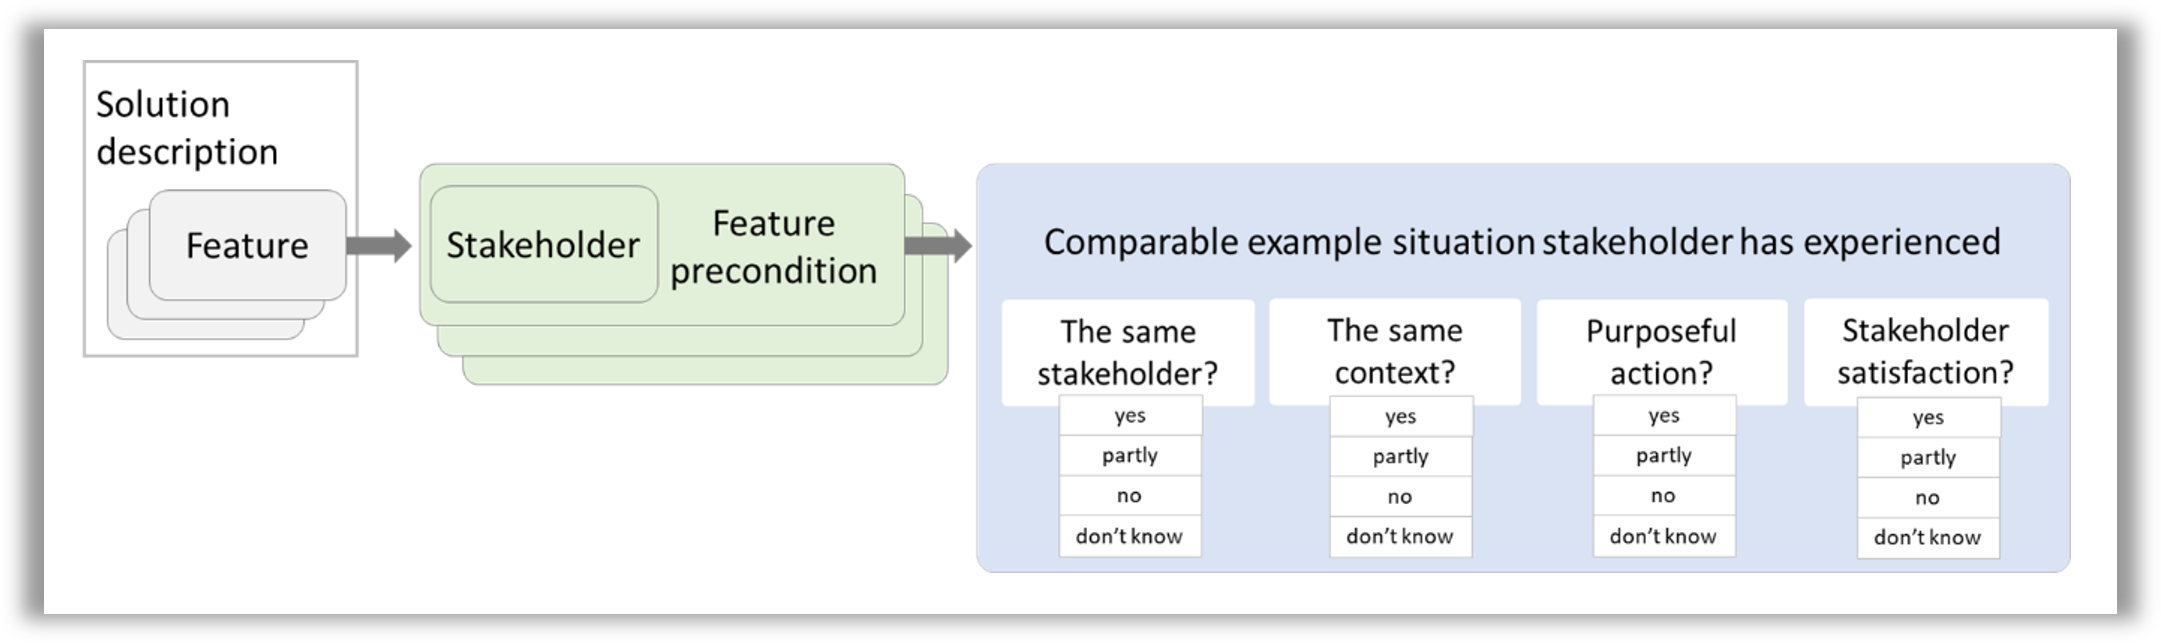 Solution
description
Feature
Stakeholder
Feature
precondition
Comparable example situation stakeholder has experienced
The same
stakeholder?
yes
partly
no
don't know
The same
context?
yes
partly
no
don't know
Purposeful
action?
yes
partly
no
don't know
Stakeholder
satisfaction?
yes
partly
no
don't know